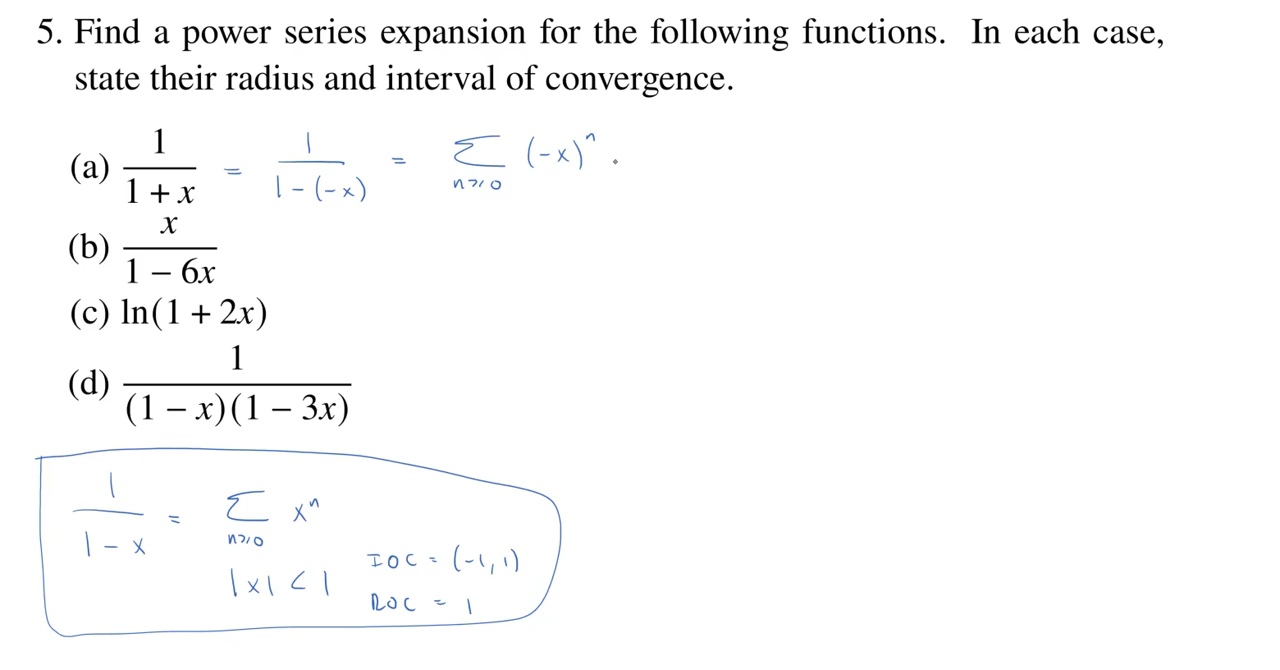 5. Find a power series expansion for the following functions. In each case,
state their radius and interval of convergence.
(a) 1/(1 + x) = 1/(1 - (-x)) = Σ_{n≥0} (-x)^n .
(b) x/(1 − 6x)
(c) ln(1 + 2x)
(d) 1/((1 − x)(1 − 3x))
1/(1 - x) = Σ_{n≥0} x^n
|x| < 1
IOC = (-1, 1)
ROC = 1